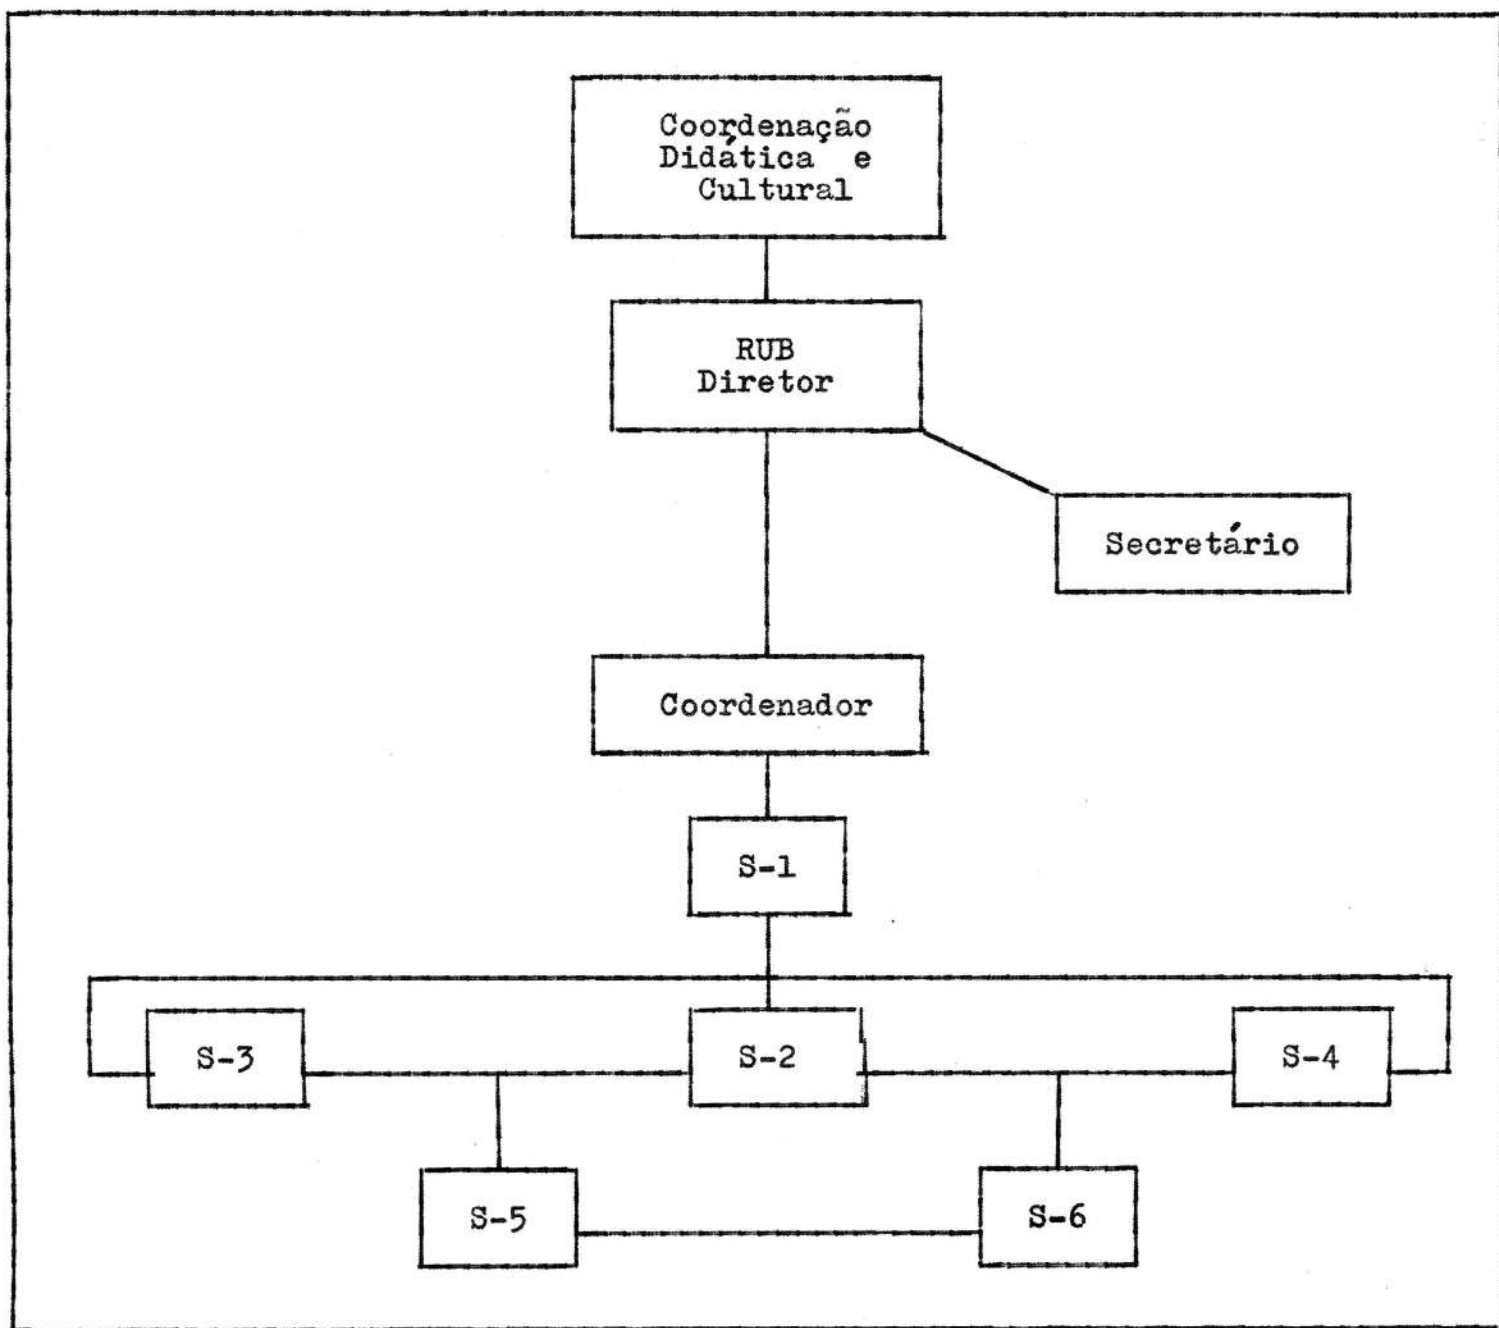 Coordenação
Didática e
Cultural
RUB
Diretor
Secretário
Coordenador
S-1
S-3
S-2
S-4
S-5
S-6